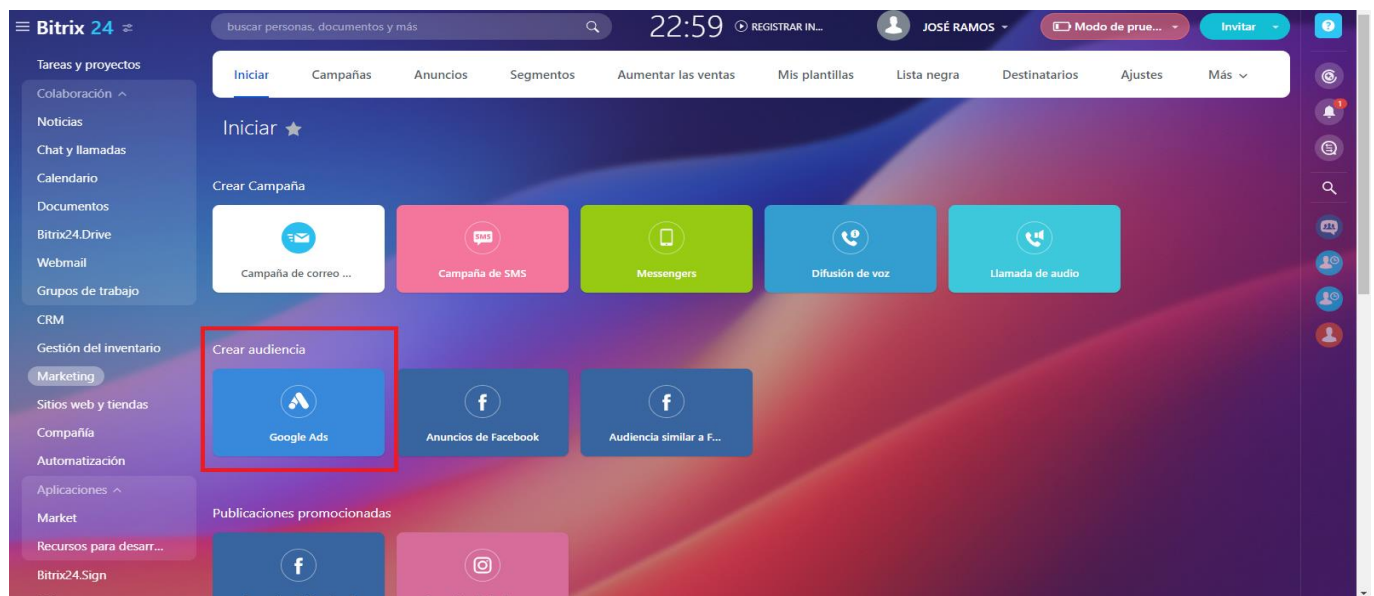 Bitrix 24
buscar personas, documentos y más
22:59
REGISTRAR IN...
JOSÉ RAMOS
Modo de prue...
Invitar
?
Tareas y proyectos
Colaboración
Noticias
Chat y llamadas
Calendario
Documentos
Bitrix24.Drive
Webmail
Grupos de trabajo
CRM
Gestión del inventario
Marketing
Sitios web y tiendas
Compañía
Automatización
Aplicaciones
Market
Recursos para desarr...
Bitrix24.Sign
Iniciar
Campañas
Anuncios
Segmentos
Aumentar las ventas
Mis plantillas
Lista negra
Destinatarios
Ajustes
Más
Iniciar
Crear Campaña
Campaña de correo ...
SMS
Campaña de SMS
Messengers
Difusión de voz
Llamada de audio
Crear audiencia
Google Ads
f
Anuncios de Facebook
f
Audiencia similar a F...
Publicaciones promocionadas
f
1